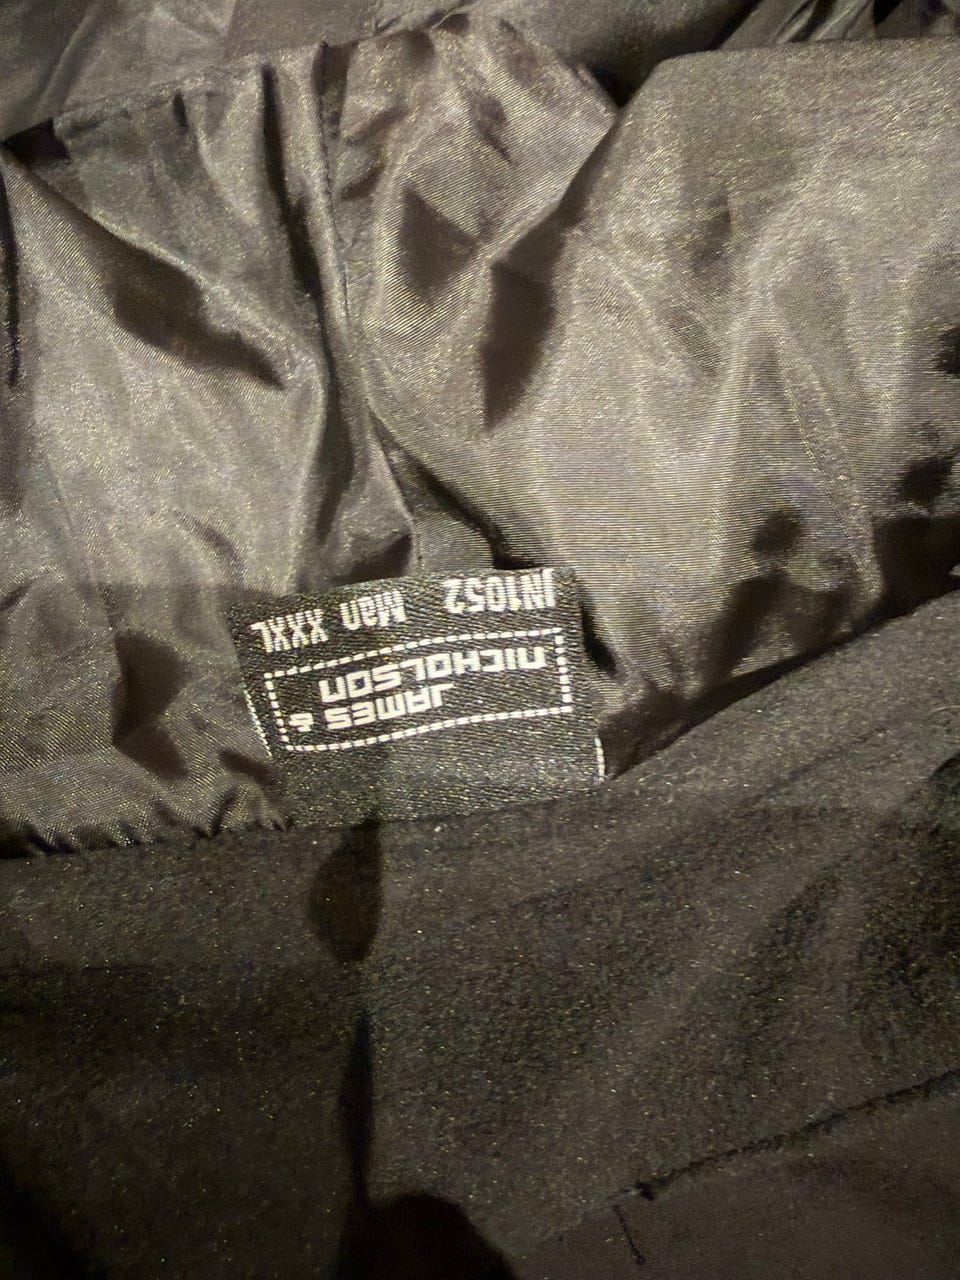 JAMES &
NICHOLSON
JN1052 Man XXXL